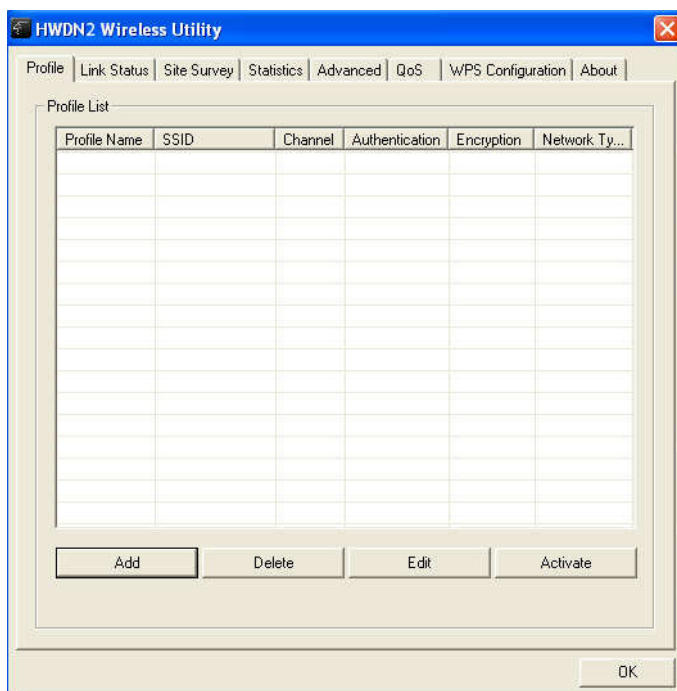 HWDN2 Wireless Utility
Profile Link Status Site Survey Statistics Advanced QoS WPS Configuration About
Profile List
Profile Name SSID Channel Authentication Encryption Network Ty...
Add Delete Edit Activate
OK